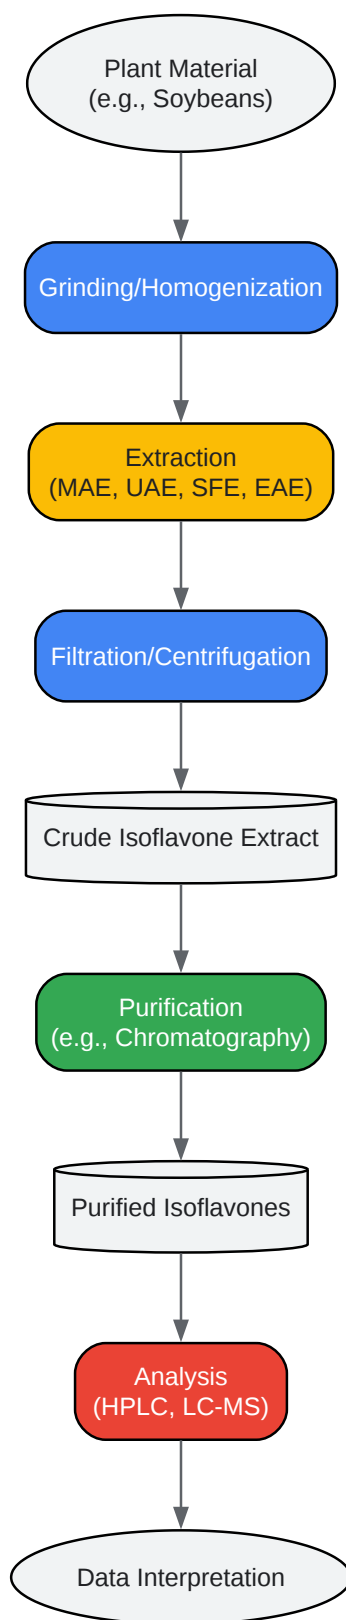 Plant Material
(e.g., Soybeans)
Grinding/Homogenization
Extraction
(MAE, UAE, SFE, EAE)
Filtration/Centrifugation
Crude Isoflavone Extract
Purification
(e.g., Chromatography)
Purified Isoflavones
Analysis
(HPLC, LC-MS)
Data Interpretation